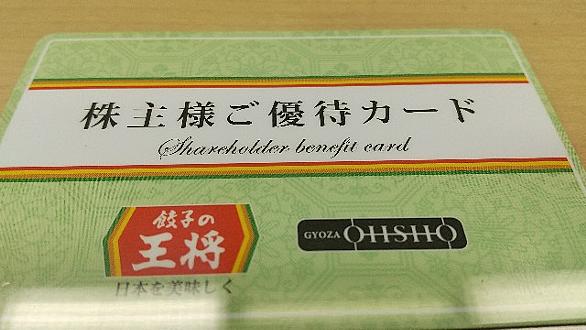 株主様ご優待カード
Shareholder benefit card
餃子の
王将
日本を美味しく
GYOZA OHSHO